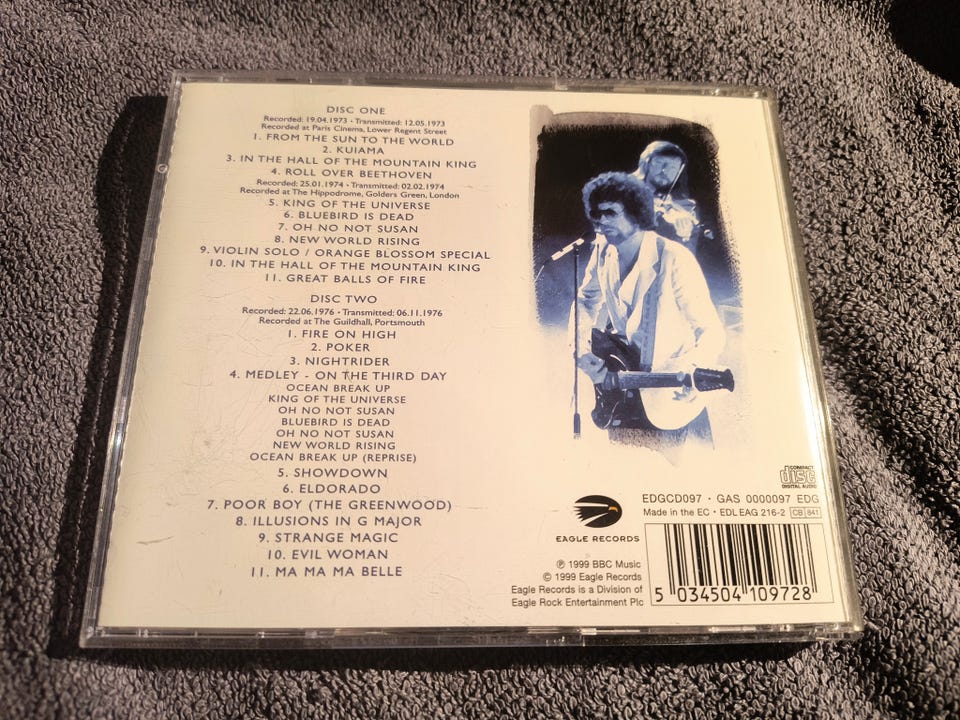 DISC ONE
Recorded: 19.04.1973 • Transmitted: 12.05.1973
Recorded at Paris Cinema, Lower Regent Street
1. FROM THE SUN TO THE WORLD
2. KUIAMA
3. IN THE HALL OF THE MOUNTAIN KING
4. ROLL OVER BEETHOVEN
Recorded: 25.01.1974 • Transmitted: 02.02.1974
Recorded at The Hippodrome, Golders Green, London
5. KING OF THE UNIVERSE
6. BLUEBIRD IS DEAD
7. OH NO NOT SUSAN
8. NEW WORLD RISING
9. VIOLIN SOLO / ORANGE BLOSSOM SPECIAL
10. IN THE HALL OF THE MOUNTAIN KING
11. GREAT BALLS OF FIRE
DISC TWO
Recorded: 22.06.1976 • Transmitted: 06.11.1976
Recorded at The Guildhall, Portsmouth
1. FIRE ON HIGH
2. POKER
3. NIGHTRIDER
4. MEDLEY - ON THE THIRD DAY
OCEAN BREAK UP
KING OF THE UNIVERSE
OH NO NOT SUSAN
BLUEBIRD IS DEAD
OH NO NOT SUSAN
NEW WORLD RISING
OCEAN BREAK UP (REPRISE)
5. SHOWDOWN
6. ELDORADO
7. POOR BOY (THE GREENWOOD)
8. ILLUSIONS IN G MAJOR
9. STRANGE MAGIC
10. EVIL WOMAN
11. MA MA MA BELLE
EAGLE RECORDS
℗ 1999 BBC Music
© 1999 Eagle Records
Eagle Records is a Division of
Eagle Rock Entertainment Plc
COMPACT
disc
DIGITAL AUDIO
EDGCD097 • GAS 0000097 EDG
Made in the EC • EDL EAG 216-2 CB 841
5 034504 109728